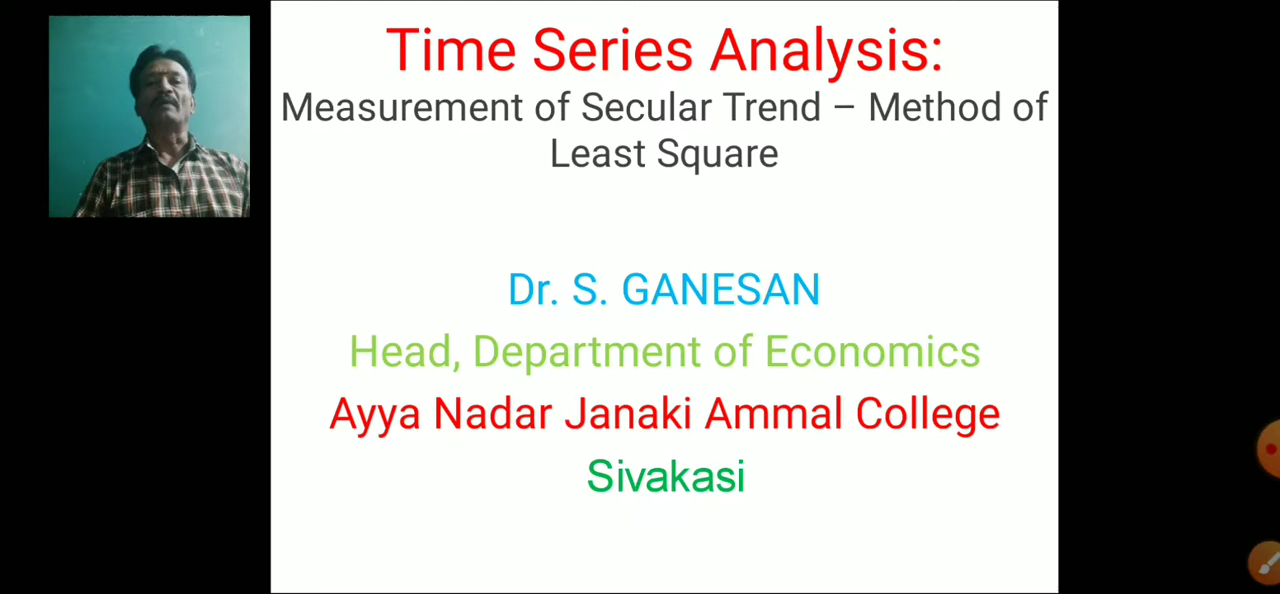 Time Series Analysis:
Measurement of Secular Trend – Method of
Least Square
Dr. S. GANESAN
Head, Department of Economics
Ayya Nadar Janaki Ammal College
Sivakasi